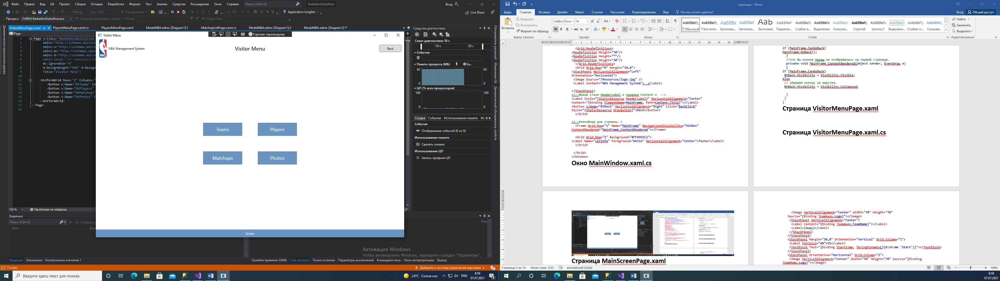 Файл Правка Вид Git Проект Сборка Отладка Разработка Формат Тест Анализ Средства Расширения Окно Справка Поиск (Ctrl+Q) BasketbolGaliullina Вход
Debug Any CPU Продолжить Application Insights Live Share
Процесс: [14884] BasketbolGaliullina.exe События жизненного цикла Поток: Кадр стека:
VisitorMenuPage.xaml PlayersMenuPage.xaml.cs PlayersMenuPage.xaml ModelNBA.edmx [Diagram1]:1 MatchupListPage.xaml.cs ModelNBA.edmx [Diagram1]:2 ModelNBA.edmx [Diagram1]:1*
Page
Динамическое визуальное дерево
1 <Page x:Class="BasketbolGaliullina.
2 xmlns="http://schemas.micros
3 xmlns:x="http://schemas.micr
4 xmlns:mc="http://schemas.ope
5 xmlns:d="http://schemas.micr
6 xmlns:local="clr-namespace:Ba
7 mc:Ignorable="d"
8 d:DesignHeight="450" d:Design
9 Title="Visitor Menu">
10
11 <UniformGrid Rows="2" Columns="
12 <Button x:Name="BtTeams" Co
13 <Button x:Name="BtPlayers"
14 <Button x:Name="BtMatchups"
15 <Button x:Name="BtPhotos" C
16 </UniformGrid>
17 </Page>
18
100 % Проблемы не найдены.
Visitor Menu
Горячая перезагрузка
NBA
NBA Management System
Visitor Menu
Back
Teams Players
Matchups Photos
footer
Средства диагностики
Сеанс диагностики: 18 с
10 с 20 с
События
Память процесса (МБ) Ба...
62 62
0 0
ЦП (% всех процессоров)
100 100
0 0
Сводка События Использование памяти Ис
События
Отображение событий (0 из 0)
Использование памяти
Сделать снимок
Использование ЦП
Запись профиля ЦП
Обозреватель решений
Изменения Git
Динамический обозреватель свойств
Видимые
Поиск (Ctrl+E) Глубина п
Имя Знач
Язык
Активация Windows
Чтобы активировать Windows, перейдите в раздел "Параметры".
Видимые Локальные Контрольные значения 1
Ошибки привязки XAML Стек вызовов Точки останова Параметры исключений Командное окно Окно интерпретации Вывод
Готово Добавить в систему управления версиями
Введите здесь текст для поиска
24°C Солнечно ENG 8:59 07.07.2021
страницы - Word
Файл Главная Вставка Дизайн Макет Ссылки Рассылки Рецензирование Вид Что вы хотите сделать? Вход Общий доступ
Вставить
Вырезать
Копировать
Формат по образцу
Буфер обмена
Calibri (Осно 14
Шрифт
Абзац
¶ Обычный ¶ Без инте... Заголово... Заголово... Заголовок Подзагол... Слабое в... Выделение Сильное... Строгий Цитата 2 Выделенн... Слабая сс... Сильная...
Стили
Найти
Заменить
Выделить
Редактирование
<Grid.RowDefinitions>
<RowDefinition Height="70"/>
<RowDefinition Height="*"/>
<RowDefinition Height="30"/>
</Grid.RowDefinitions>
<Grid Grid.Row="0" Margin="10,0">
<StackPanel HorizontalAlignment="Left"
Orientation="Horizontal">
<Image Source="/Resources/logo.jpg" />
<Label Content="NBA Management System"> </Label>
</StackPanel>
<!--Вызов стиля HeaderLabel и привзка Content к -->
<Label Style="{StaticResource HeaderLabel}" HorizontalAlignment="Center"
Content="{Binding ElementName=MainFrame, Path=Content.Title}"></Label>
<Button x:Name="BtBack" HorizontalAlignment="Right" Click="BackClick"
Style="{StaticResource Graybutton}">Back</Button>
</Grid>
<!--Контейнер для страниц-->
<Frame Grid.Row="1" Name="MainFrame" NavigationUIVisibility="Hidden"
ContentRendered="MainFrame_ContentRendered"></Frame>
<Grid Grid.Row="2" Background="#FF6995C2">
<Label Name="LblInfo" Foreground="White" HorizontalAlignment="Center">footer</Label>
</Grid>
</Grid>
</Window>
Окно MainWindow.xaml.cs
if (MainFrame.CanGoBack)
MainFrame.GoBack();
}
//что бы кнопка Назад не отображалась на первой странице.
private void MainFrame_ContentRendered(object sender, EventArgs e)
{
if (MainFrame.CanGoBack)
BtBack.Visibility = Visibility.Visible;
else
// убираем кнопку из верстки.
BtBack.Visibility = Visibility.Collapsed;
}
}
}
Страница VisitorMenuPage.xaml
Страница VisitorMenuPage.xaml.cs
Страница MainScreenPage.xaml
<Image VerticalAlignment="Center" Width="70" Height="70"
Source="{Binding TeamAway.Logo}"></Image>
<StackPanel VerticalAlignment="Center">
<Label Content="{Binding TeamAway.TeamName}"></Label>
<Label>(Away)</Label>
</StackPanel>
</StackPanel>
<StackPanel Margin="30,0" Orientation="Vertical" Grid.Column="1">
<Label FontSize="40">VS</Label>
<TextBlock Text="{Binding Starttime, StringFormat={}{0:HH:mm 'Start'}}"></TextBlock>
</StackPanel>
<StackPanel Orientation="Horizontal" Grid.Column="2">
<Image VerticalAlignment="Center" Width="70" Height="70" Source="{Binding
TeamHome.Logo}"></Image>
Страница 3 из 10 Число слов: 1223 английский (США) 100%
8:59
07.07.2021